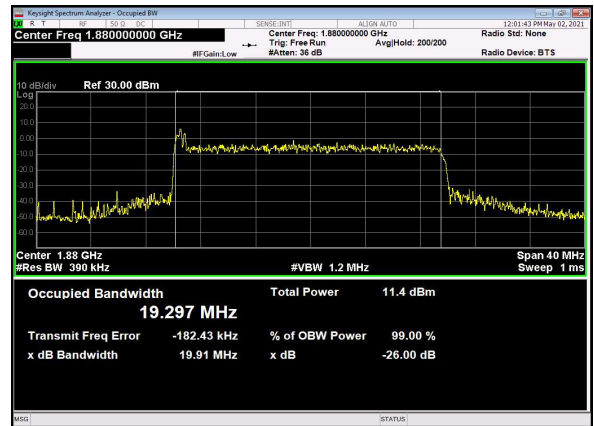 Keysight Spectrum Analyzer - Occupied BW
R T RF 50 Ω DC SENSE:INT ALIGN AUTO 12:01:43 PM May 02, 2021
Center Freq 1.880000000 GHz Center Freq: 1.880000000 GHz Radio Std: None
Trig: Free Run Avg|Hold: 200/200
#IFGain:Low #Atten: 36 dB Radio Device: BTS
10 dB/div Ref 30.00 dBm
Log
20.0
10.0
0.00
-10.0
-20.0
-30.0
-40.0
-50.0
-60.0
Center 1.88 GHz Span 40 MHz
#Res BW 390 kHz #VBW 1.2 MHz Sweep 1 ms
Occupied Bandwidth Total Power 11.4 dBm
19.297 MHz
Transmit Freq Error -182.43 kHz % of OBW Power 99.00 %
x dB Bandwidth 19.91 MHz x dB -26.00 dB
MSG STATUS